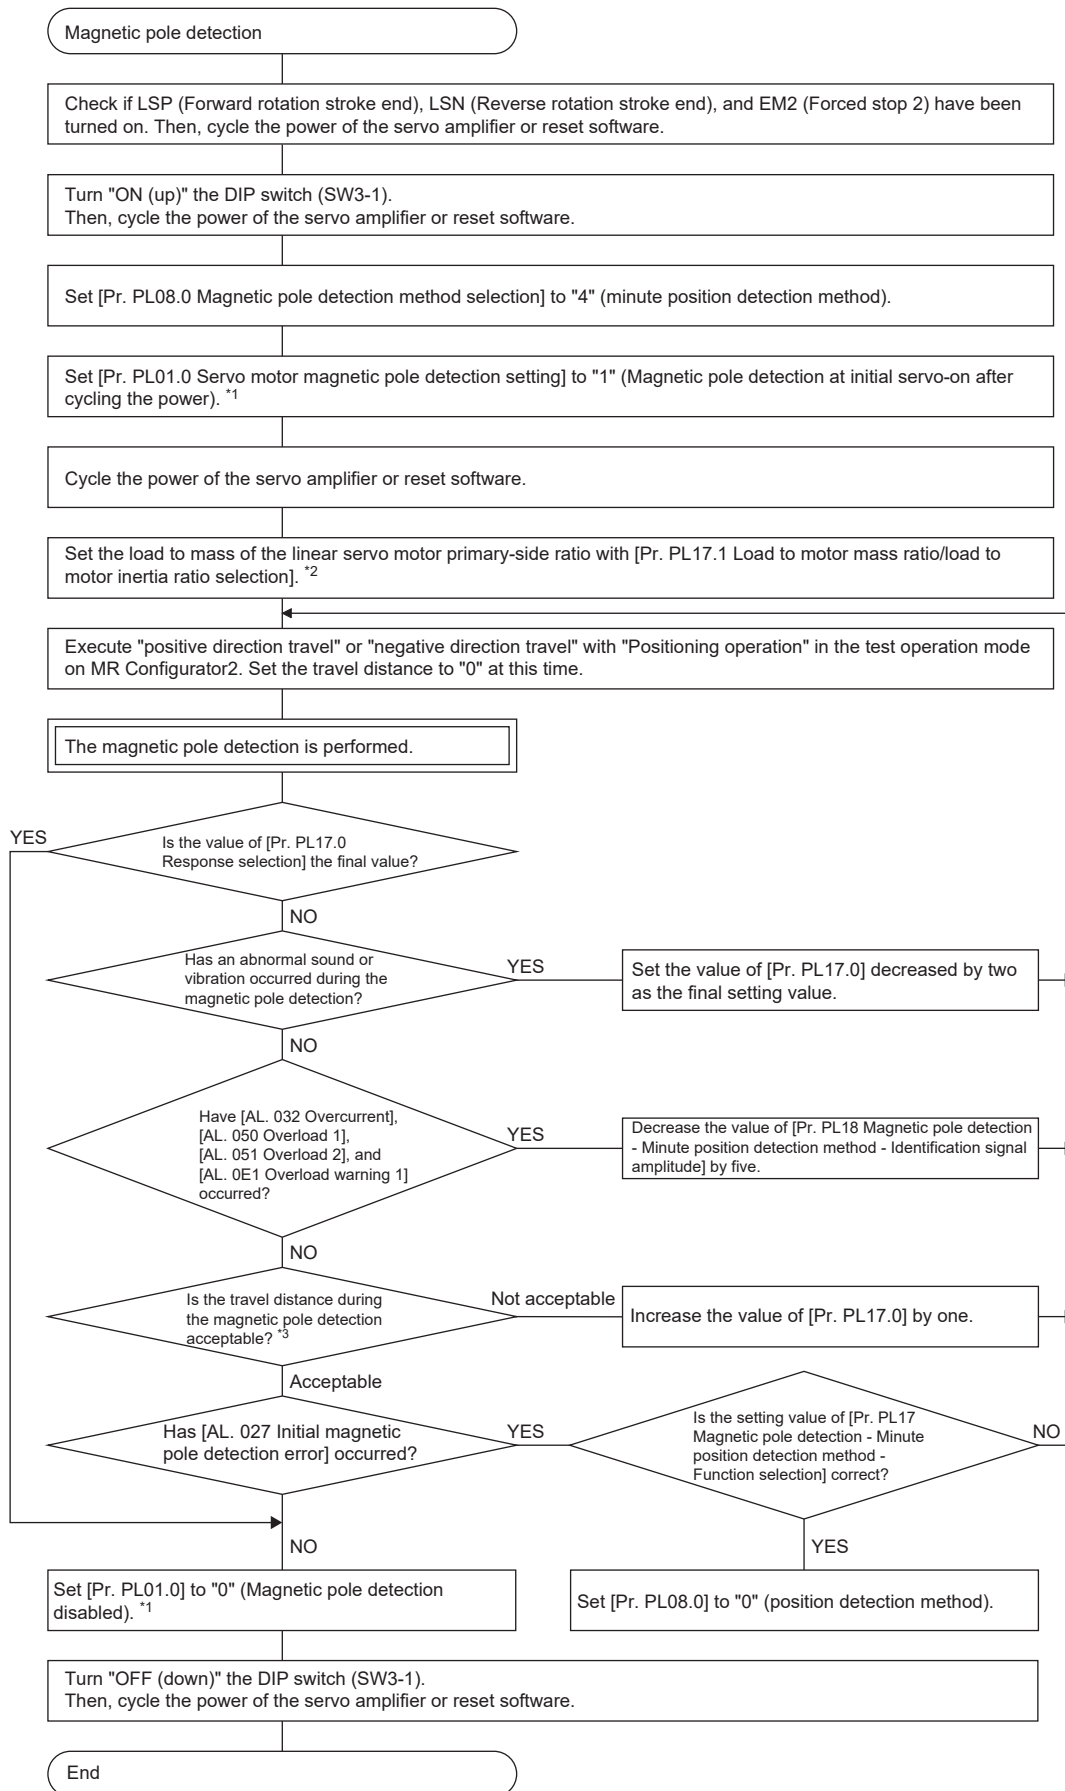 Magnetic pole detection
Check if LSP (Forward rotation stroke end), LSN (Reverse rotation stroke end), and EM2 (Forced stop 2) have been
turned on. Then, cycle the power of the servo amplifier or reset software.
Turn "ON (up)" the DIP switch (SW3-1).
Then, cycle the power of the servo amplifier or reset software.
Set [Pr. PL08.0 Magnetic pole detection method selection] to "4" (minute position detection method).
Set [Pr. PL01.0 Servo motor magnetic pole detection setting] to "1" (Magnetic pole detection at initial servo-on after
cycling the power). *1
Cycle the power of the servo amplifier or reset software.
Set the load to mass of the linear servo motor primary-side ratio with [Pr. PL17.1 Load to motor mass ratio/load to
motor inertia ratio selection]. *2
Execute "positive direction travel" or "negative direction travel" with "Positioning operation" in the test operation mode
on MR Configurator2. Set the travel distance to "0" at this time.
The magnetic pole detection is performed.
YES
Is the value of [Pr. PL17.0
Response selection] the final value?
NO
Has an abnormal sound or
vibration occurred during the
magnetic pole detection?
YES
Set the value of [Pr. PL17.0] decreased by two
as the final setting value.
NO
Have [AL. 032 Overcurrent],
[AL. 050 Overload 1],
[AL. 051 Overload 2], and
[AL. 0E1 Overload warning 1]
occurred?
YES
Decrease the value of [Pr. PL18 Magnetic pole detection
- Minute position detection method - Identification signal
amplitude] by five.
NO
Is the travel distance during
the magnetic pole detection
acceptable? *3
Not acceptable
Increase the value of [Pr. PL17.0] by one.
Acceptable
Has [AL. 027 Initial magnetic
pole detection error] occurred?
YES
Is the setting value of [Pr. PL17
Magnetic pole detection - Minute
position detection method -
Function selection] correct?
NO
NO
YES
Set [Pr. PL01.0] to "0" (Magnetic pole detection
disabled). *1
Set [Pr. PL08.0] to "0" (position detection method).
Turn "OFF (down)" the DIP switch (SW3-1).
Then, cycle the power of the servo amplifier or reset software.
End